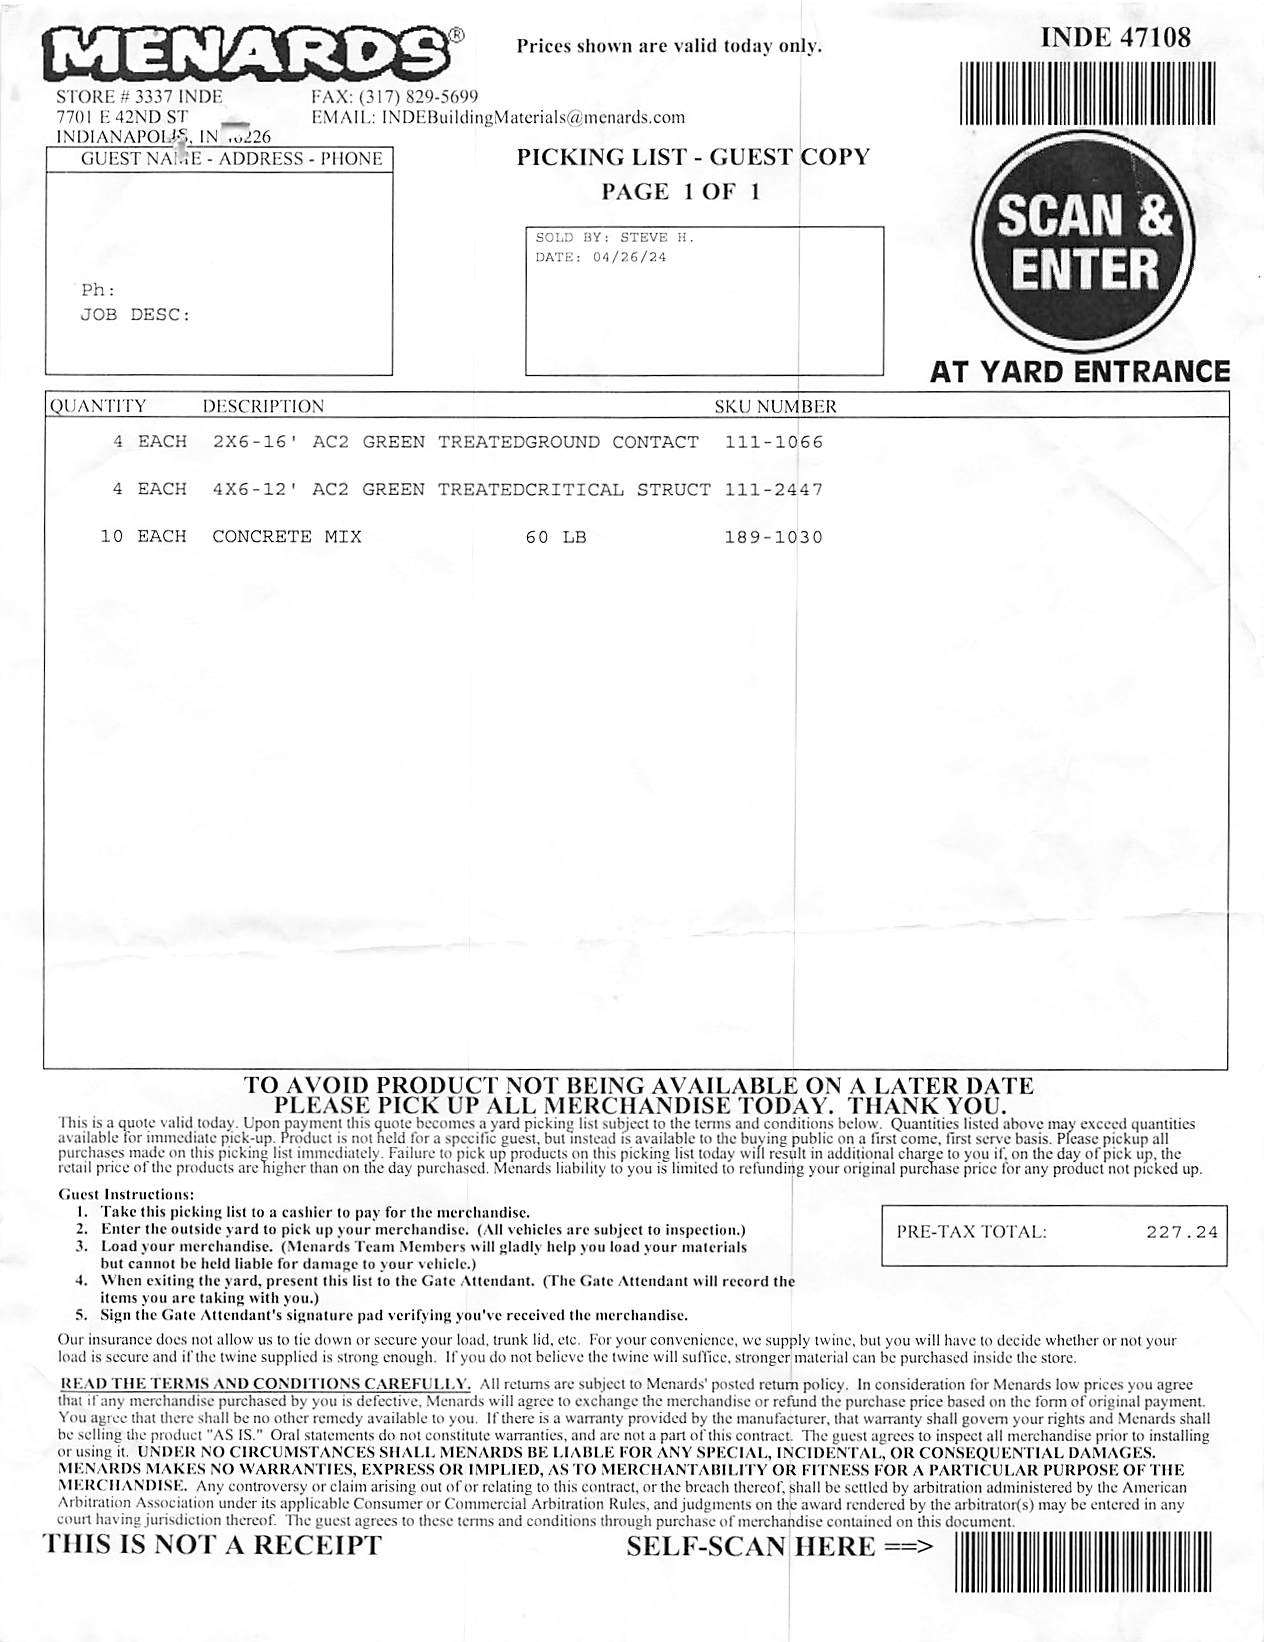 MENARDS®
Prices shown are valid today only.
INDE 47108
STORE # 3337 INDE
FAX: (317) 829-5699
7701 E 42ND ST
EMAIL: INDEBuildingMaterials@menards.com
INDIANAPOLIS, IN
GUEST NAME - ADDRESS - PHONE
Ph:
JOB DESC:
PICKING LIST - GUEST COPY
PAGE 1 OF 1
SOLD BY: STEVE H.
DATE: 04/26/24
SCAN &
ENTER
AT YARD ENTRANCE
QUANTITY DESCRIPTION SKU NUMBER
4 EACH 2X6-16' AC2 GREEN TREATEDGROUND CONTACT 111-1066
4 EACH 4X6-12' AC2 GREEN TREATEDCRITICAL STRUCT 111-2447
10 EACH CONCRETE MIX 60 LB 189-1030
TO AVOID PRODUCT NOT BEING AVAILABLE ON A LATER DATE
PLEASE PICK UP ALL MERCHANDISE TODAY. THANK YOU.
This is a quote valid today. Upon payment this quote becomes a yard picking list subject to the terms and conditions below. Quantities listed above may exceed quantities
available for immediate pick-up. Product is not held for a specific guest, but instead is available to the buying public on a first come, first serve basis. Please pickup all
purchases made on this picking list immediately. Failure to pick up products on this picking list today will result in additional charge to you if, on the day of pick up, the
retail price of the products are higher than on the day purchased. Menards liability to you is limited to refunding your original purchase price for any product not picked up.
Guest Instructions:
1. Take this picking list to a cashier to pay for the merchandise.
2. Enter the outside yard to pick up your merchandise. (All vehicles are subject to inspection.)
3. Load your merchandise. (Menards Team Members will gladly help you load your materials
but cannot be held liable for damage to your vehicle.)
4. When exiting the yard, present this list to the Gate Attendant. (The Gate Attendant will record the
items you are taking with you.)
5. Sign the Gate Attendant's signature pad verifying you've received the merchandise.
PRE-TAX TOTAL: 227.24
Our insurance does not allow us to tie down or secure your load, trunk lid, etc. For your convenience, we supply twine, but you will have to decide whether or not your
load is secure and if the twine supplied is strong enough. If you do not believe the twine will suffice, stronger material can be purchased inside the store.
READ THE TERMS AND CONDITIONS CAREFULLY. All returns are subject to Menards' posted return policy. In consideration for Menards low prices you agree
that if any merchandise purchased by you is defective, Menards will agree to exchange the merchandise or refund the purchase price based on the form of original payment.
You agree that there shall be no other remedy available to you. If there is a warranty provided by the manufacturer, that warranty shall govern your rights and Menards shall
be selling the product "AS IS." Oral statements do not constitute warranties, and are not a part of this contract. The guest agrees to inspect all merchandise prior to installing
or using it. UNDER NO CIRCUMSTANCES SHALL MENARDS BE LIABLE FOR ANY SPECIAL, INCIDENTAL, OR CONSEQUENTIAL DAMAGES.
MENARDS MAKES NO WARRANTIES, EXPRESS OR IMPLIED, AS TO MERCHANTABILITY OR FITNESS FOR A PARTICULAR PURPOSE OF THE
MERCHANDISE. Any controversy or claim arising out of or relating to this contract, or the breach thereof, shall be settled by arbitration administered by the American
Arbitration Association under its applicable Consumer or Commercial Arbitration Rules, and judgments on the award rendered by the arbitrator(s) may be entered in any
court having jurisdiction thereof. The guest agrees to these terms and conditions through purchase of merchandise contained on this document.
THIS IS NOT A RECEIPT
SELF-SCAN HERE ==>